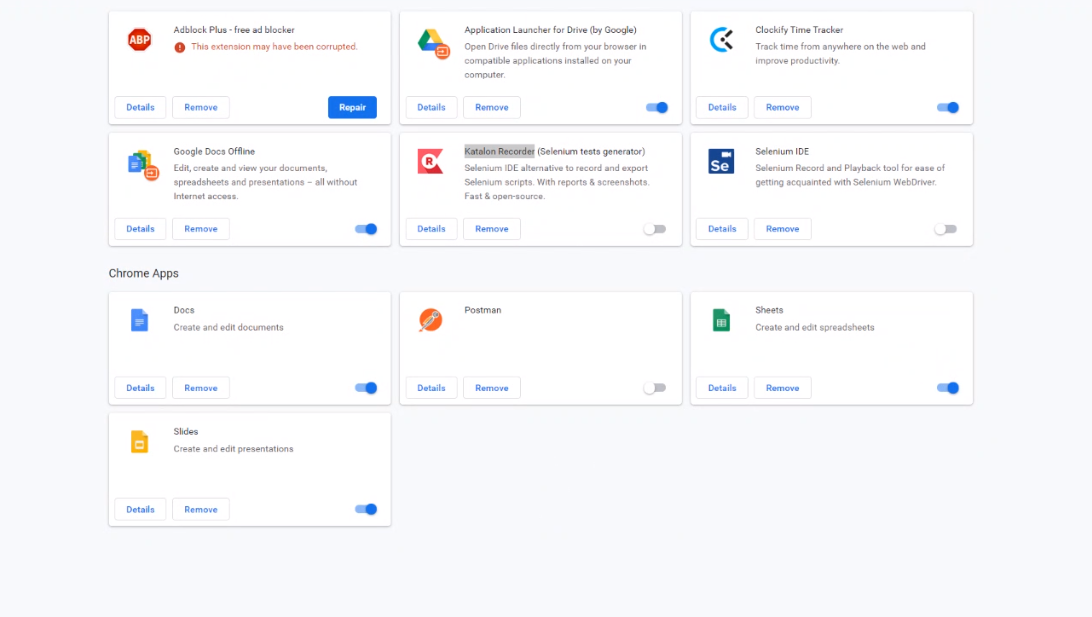 ABP
Adblock Plus - free ad blocker
This extension may have been corrupted.
Details
Remove
Repair
Application Launcher for Drive (by Google)
Open Drive files directly from your browser in
compatible applications installed on your
computer.
Details
Remove
Clockify Time Tracker
Track time from anywhere on the web and
improve productivity.
Details
Remove
Google Docs Offline
Edit, create and view your documents,
spreadsheets and presentations – all without
Internet access.
Details
Remove
R
Katalon Recorder (Selenium tests generator)
Selenium IDE alternative to record and export
Selenium scripts. With reports & screenshots.
Fast & open-source.
Details
Remove
Se
Selenium IDE
Selenium Record and Playback tool for ease of
getting acquainted with Selenium WebDriver.
Details
Remove
Chrome Apps
Docs
Create and edit documents
Details
Remove
Postman
Details
Remove
Sheets
Create and edit spreadsheets
Details
Remove
Slides
Create and edit presentations
Details
Remove